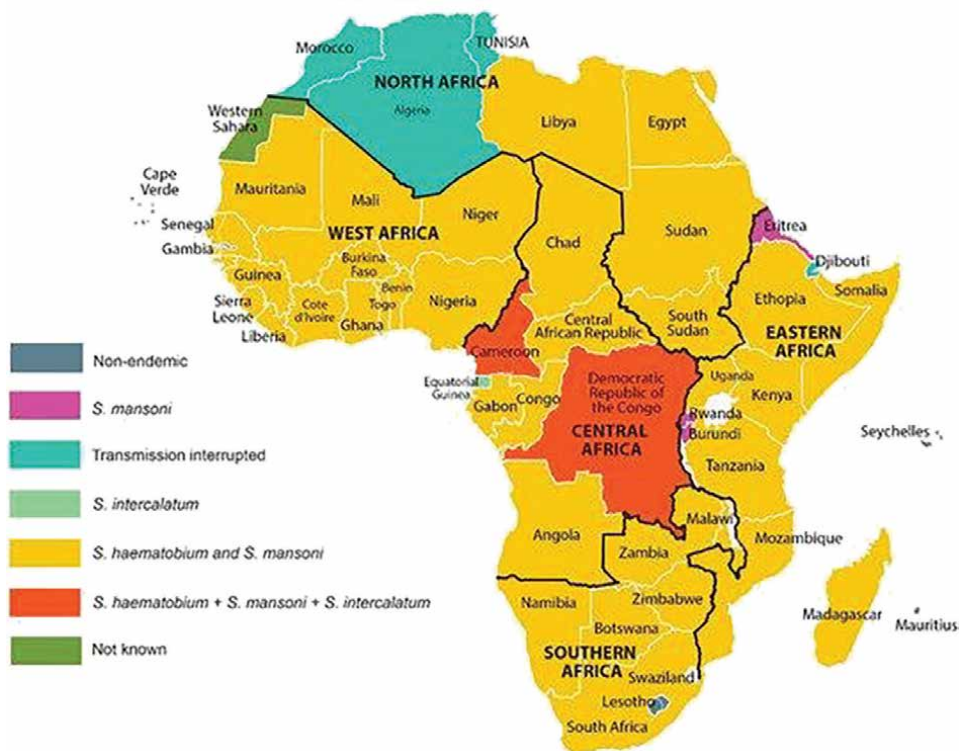 Morocco
TUNISIA
NORTH AFRICA
Algeria
Western
Sahara
Libya
Egypt
Cape
Verde
Mauritania
Mali
Niger
Senegal
Gambia
WEST AFRICA
Chad
Sudan
Eritrea
Djibouti
Guinea
Burkina
Faso
Benin
Togo
Nigeria
Sierra
Leone
Cote
d'Ivoire
Liberia
Ghana
Central
African Republic
South
Sudan
Ethiopia
Somalia
EASTERN
AFRICA
Cameroon
Equatorial
Guinea
Gabon
Congo
Democratic
Republic of
the Congo
CENTRAL
AFRICA
Uganda
Kenya
Rwanda
Burundi
Tanzania
Seychelles
Angola
Zambia
Malawi
Mozambique
Namibia
Zimbabwe
Botswana
Madagascar
Mauritius
SOUTHERN
AFRICA
Swaziland
Lesotho
South Africa
Non-endemic
S. mansoni
Transmission interrupted
S. intercalatum
S. haematobium and S. mansoni
S. haematobium + S. mansoni + S. intercalatum
Not known